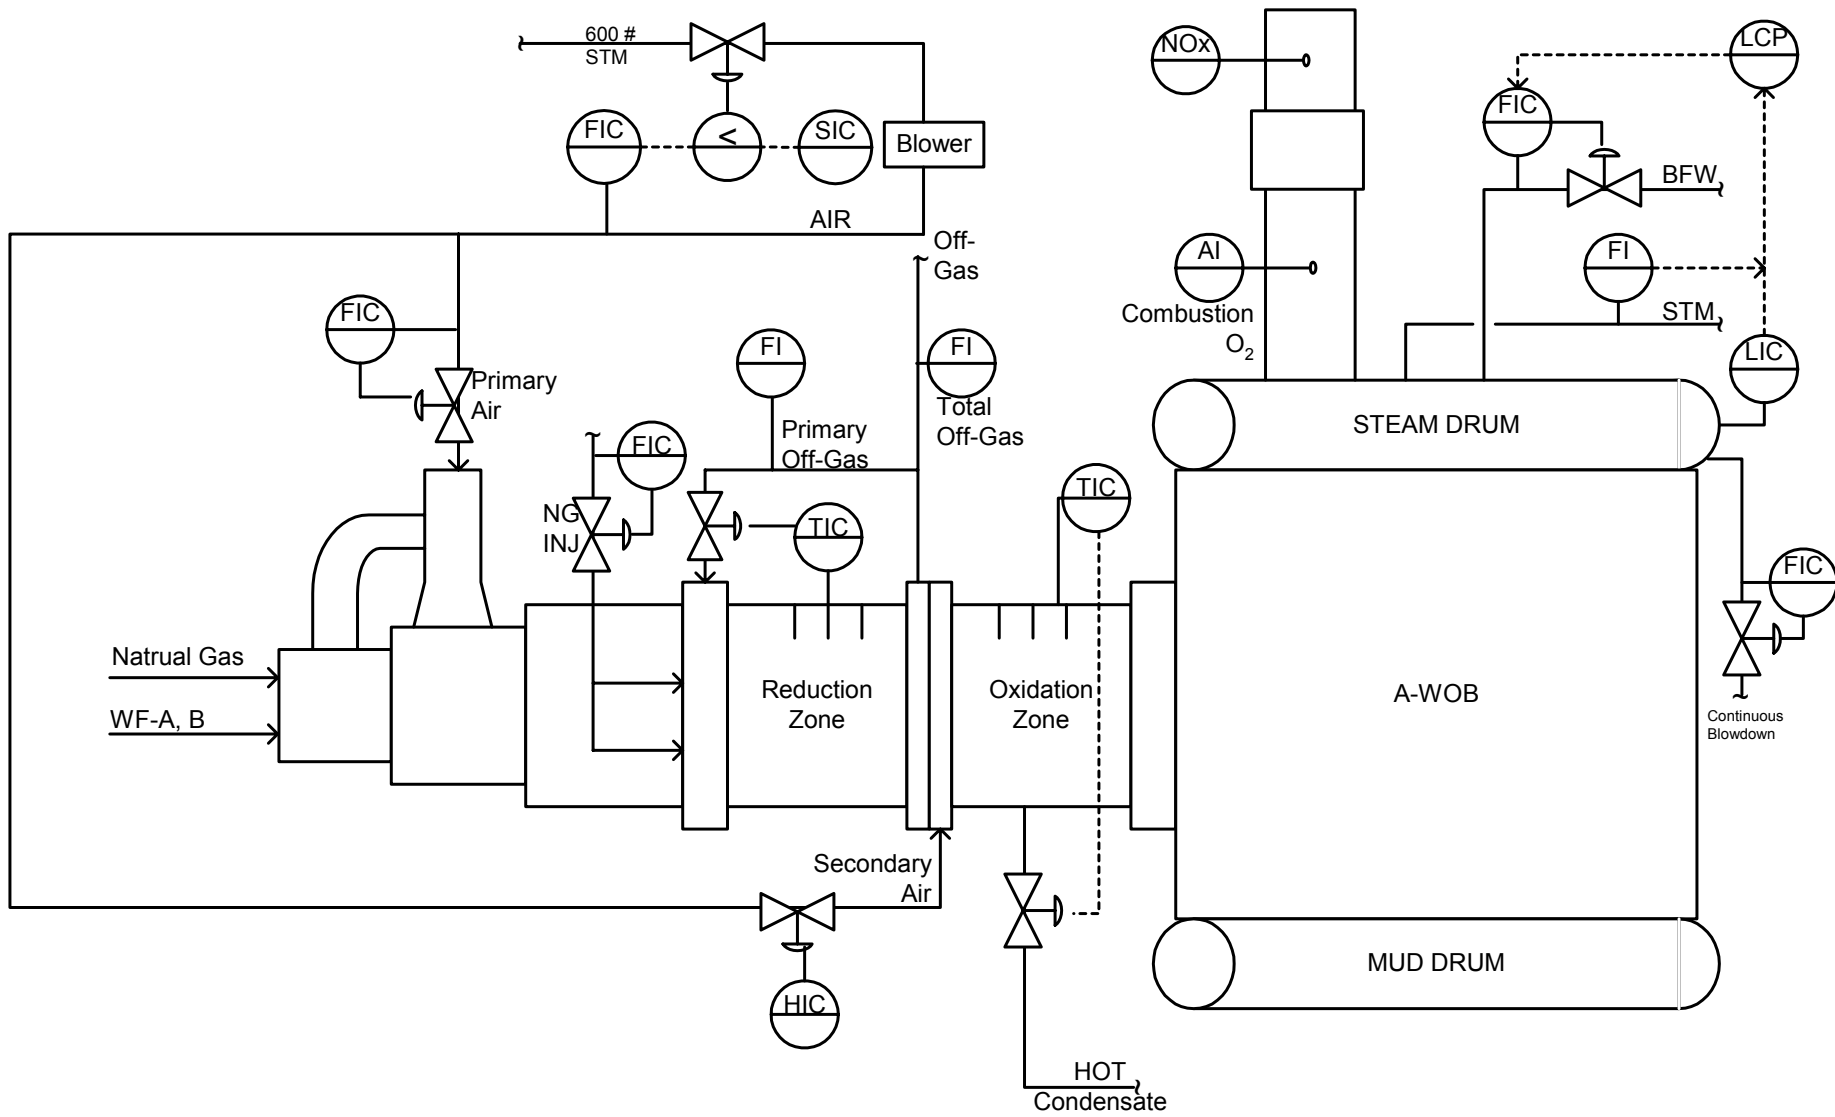 600 #
STM
NOx
LCP
FIC
FIC
<
SIC
Blower
BFW
AIR
Off-
Gas
AI
FI
Combustion
O2
STM
FIC
FI
FI
LIC
Primary
Air
Total
Off-Gas
Primary
Off-Gas
STEAM DRUM
FIC
TIC
NG
INJ
TIC
FIC
Natrual Gas
WF-A, B
Reduction
Zone
Oxidation
Zone
A-WOB
Continuous
Blowdown
Secondary
Air
MUD DRUM
HIC
HOT
Condensate